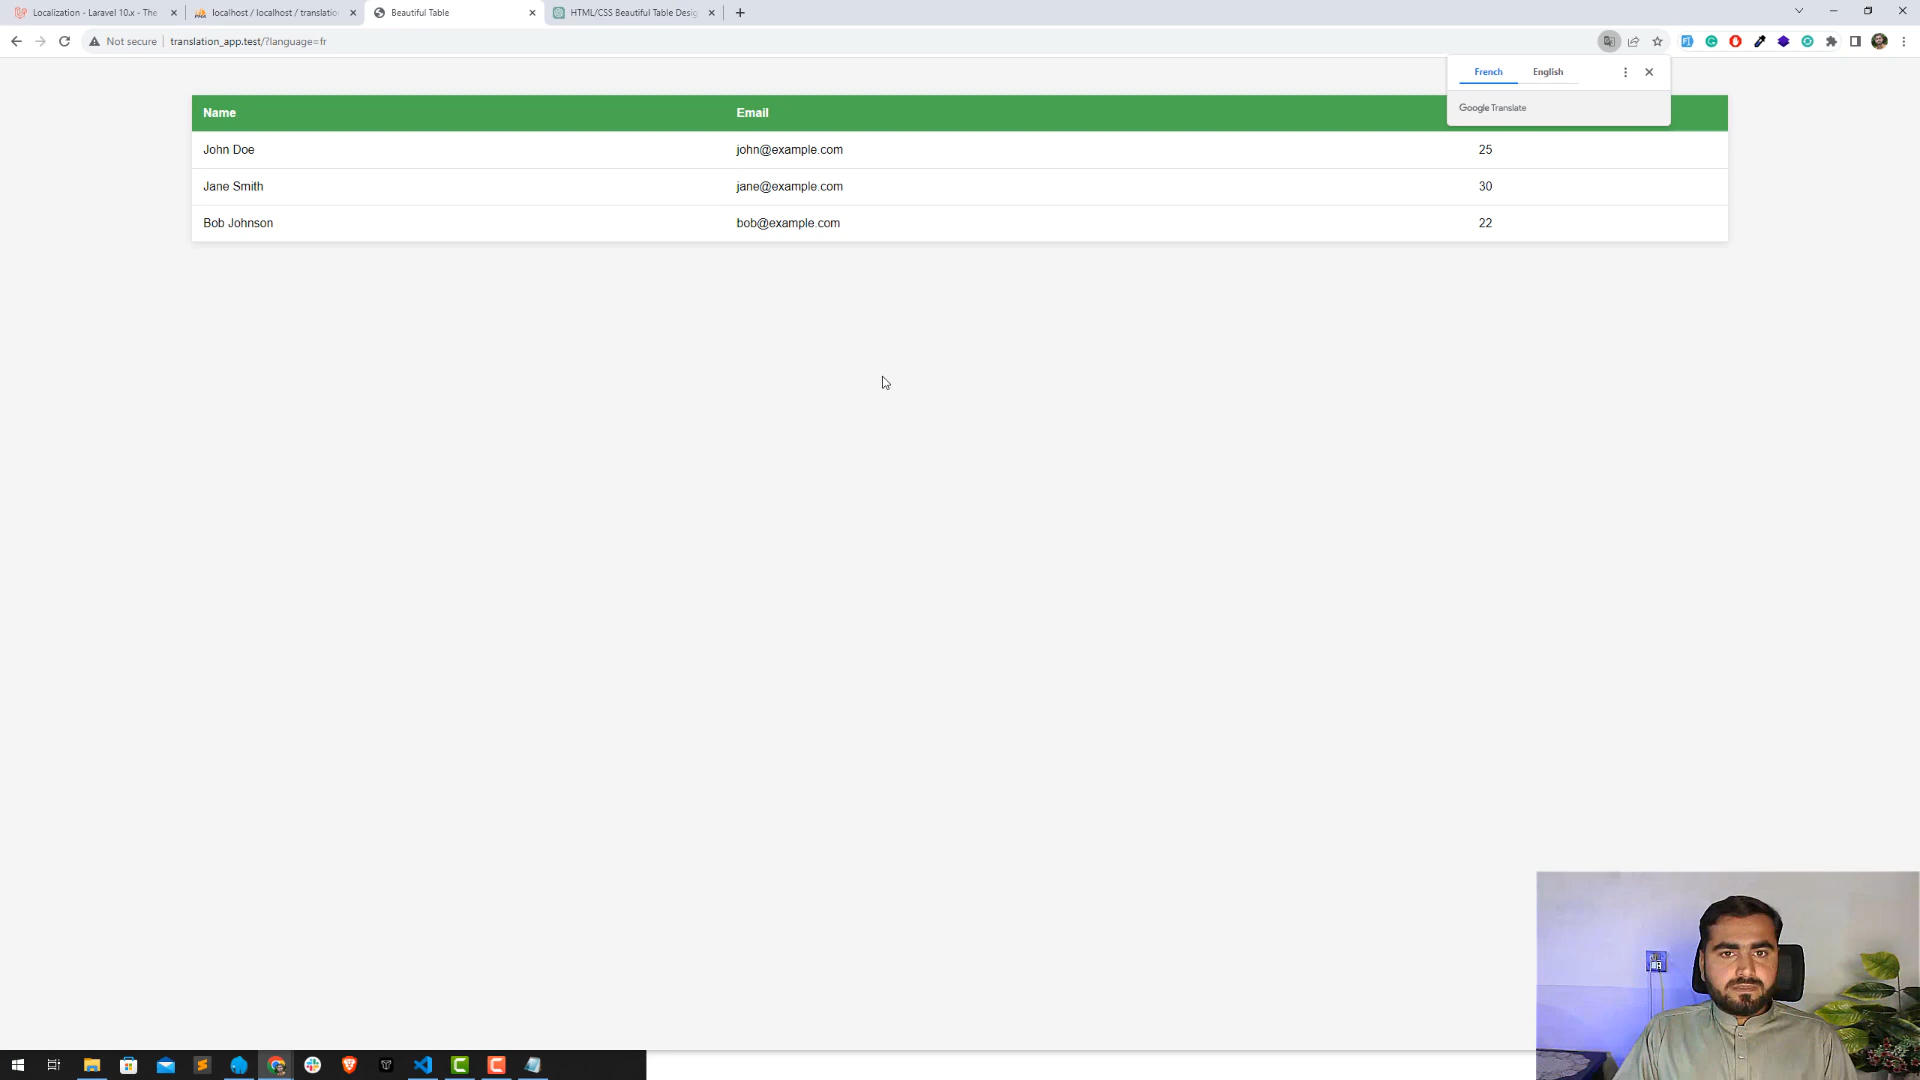 Localization - Laravel 10.x - The
localhost / localhost / translatio
Beautiful Table
HTML/CSS Beautiful Table Desig
Not secure
translation_app.test/?language=fr
French English
Google Translate
Name Email
John Doe john@example.com 25
Jane Smith jane@example.com 30
Bob Johnson bob@example.com 22